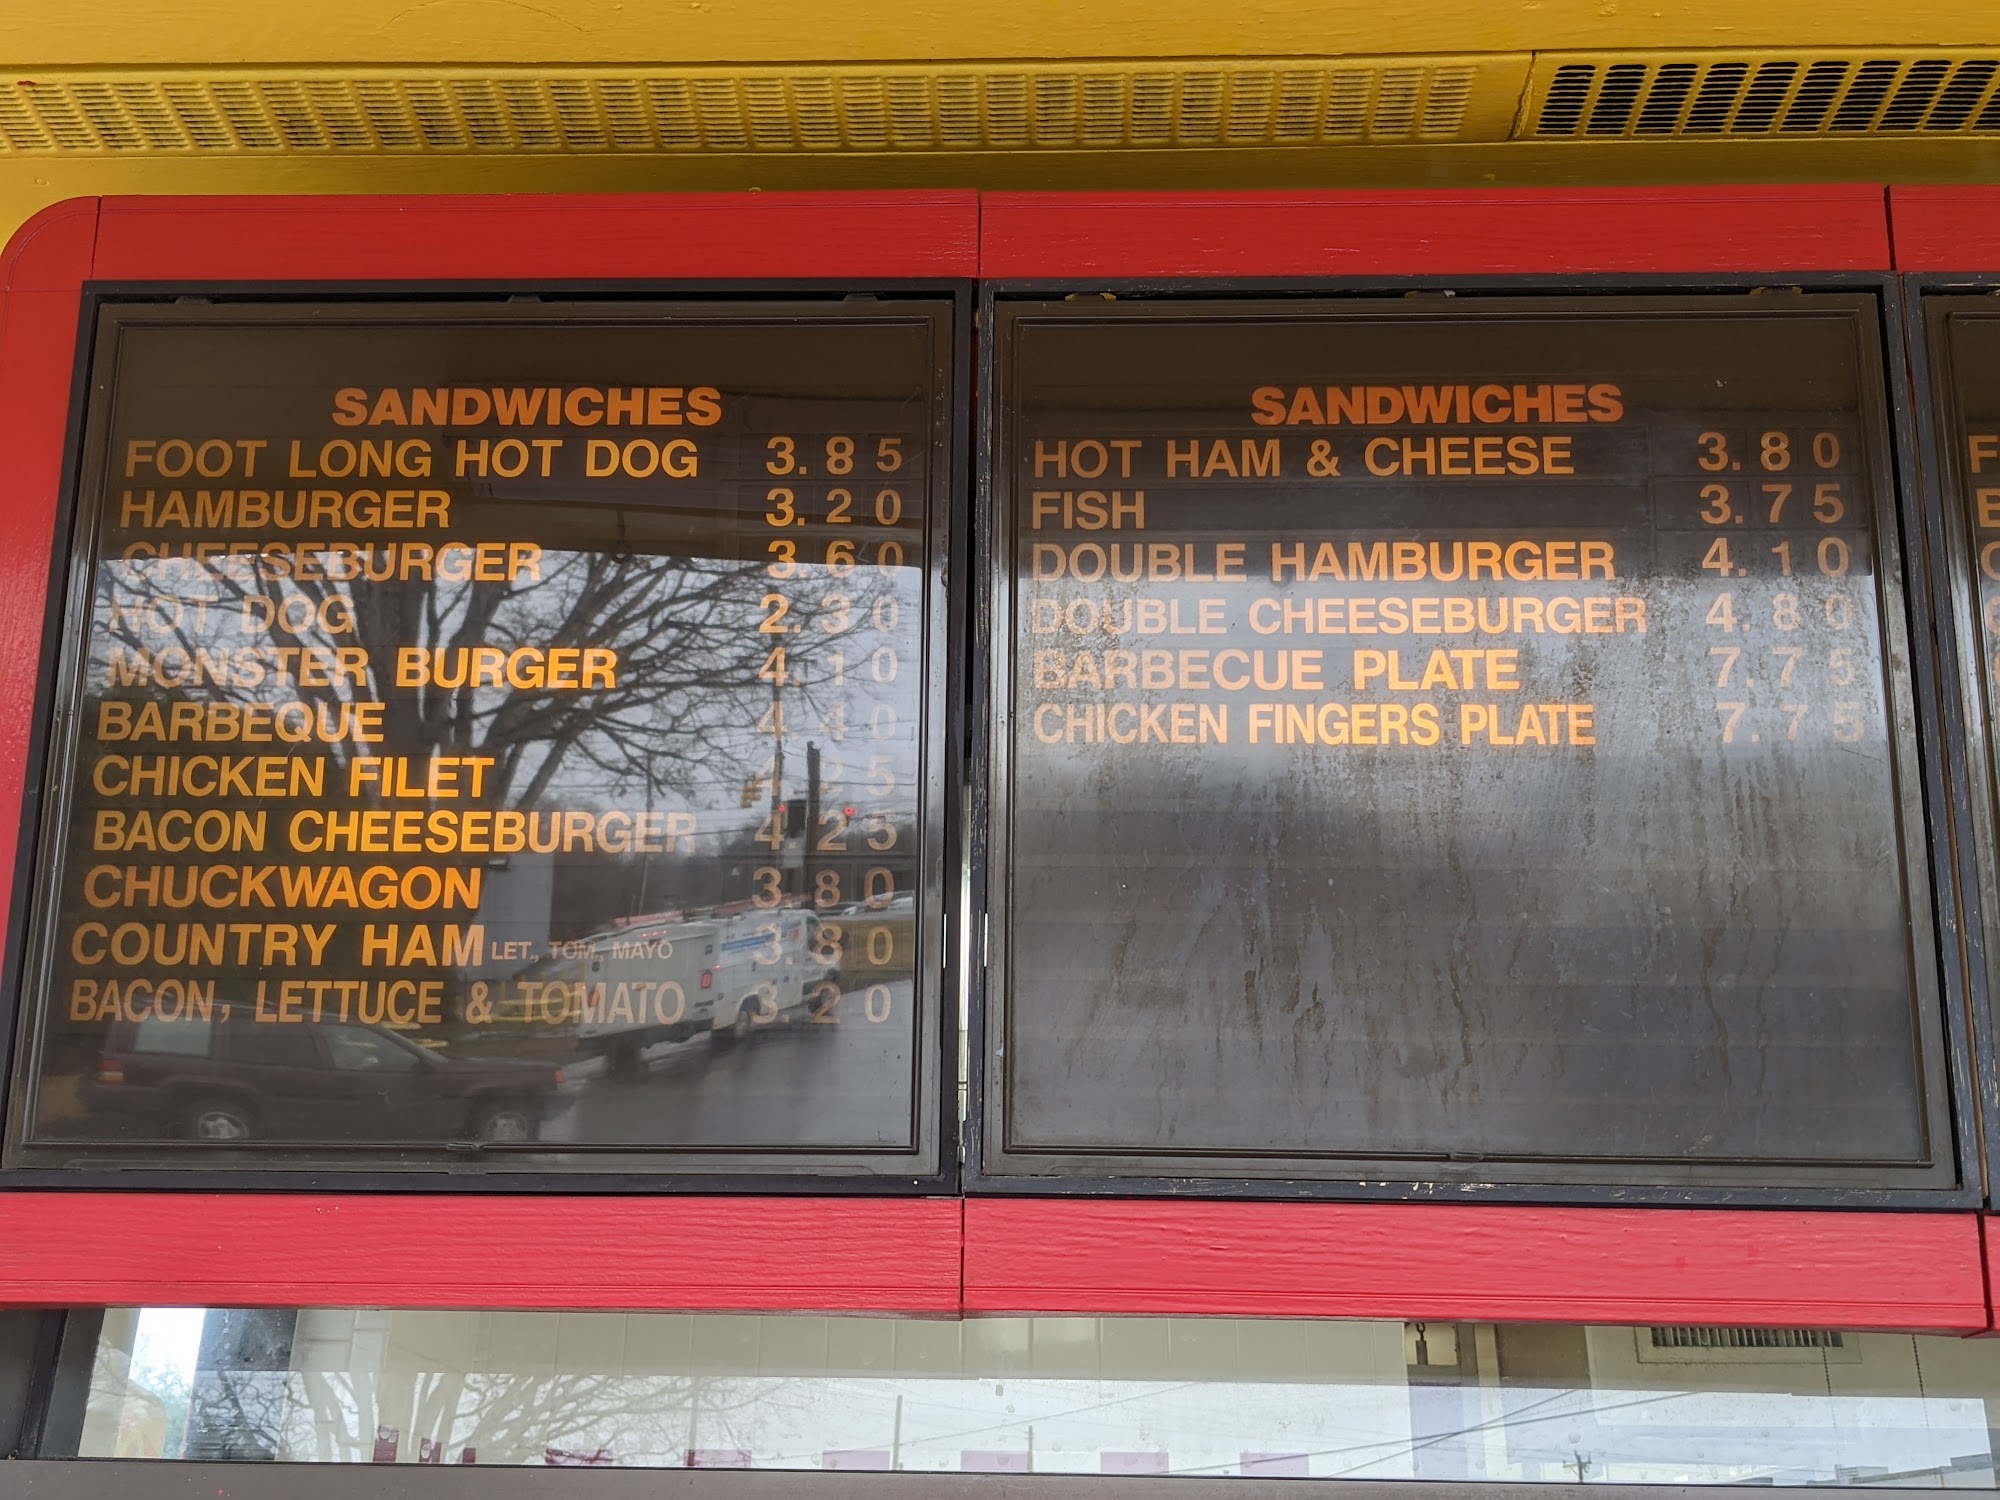 SANDWICHES
FOOT LONG HOT DOG 3.85
HAMBURGER 3.20
CHEESEBURGER 3.60
HOT DOG 2.30
MONSTER BURGER 4.10
BARBEQUE 4.40
CHICKEN FILET
BACON CHEESEBURGER 4.25
CHUCKWAGON 3.80
COUNTRY HAM LET., TOM., MAYO 3.80
BACON, LETTUCE & TOMATO 3.20
SANDWICHES
HOT HAM & CHEESE 3.80
FISH 3.75
DOUBLE HAMBURGER 4.10
DOUBLE CHEESEBURGER 4.80
BARBECUE PLATE 7.75
CHICKEN FINGERS PLATE 7.75